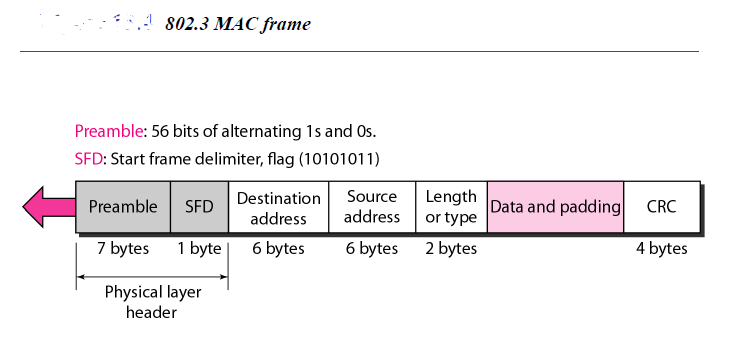 802.3 MAC frame
Preamble: 56 bits of alternating 1s and 0s.
SFD: Start frame delimiter, flag (10101011)
Preamble
SFD
Destination
address
Source
address
Length
or type
Data and padding
CRC
7 bytes
1 byte
6 bytes
6 bytes
2 bytes
4 bytes
Physical layer
header